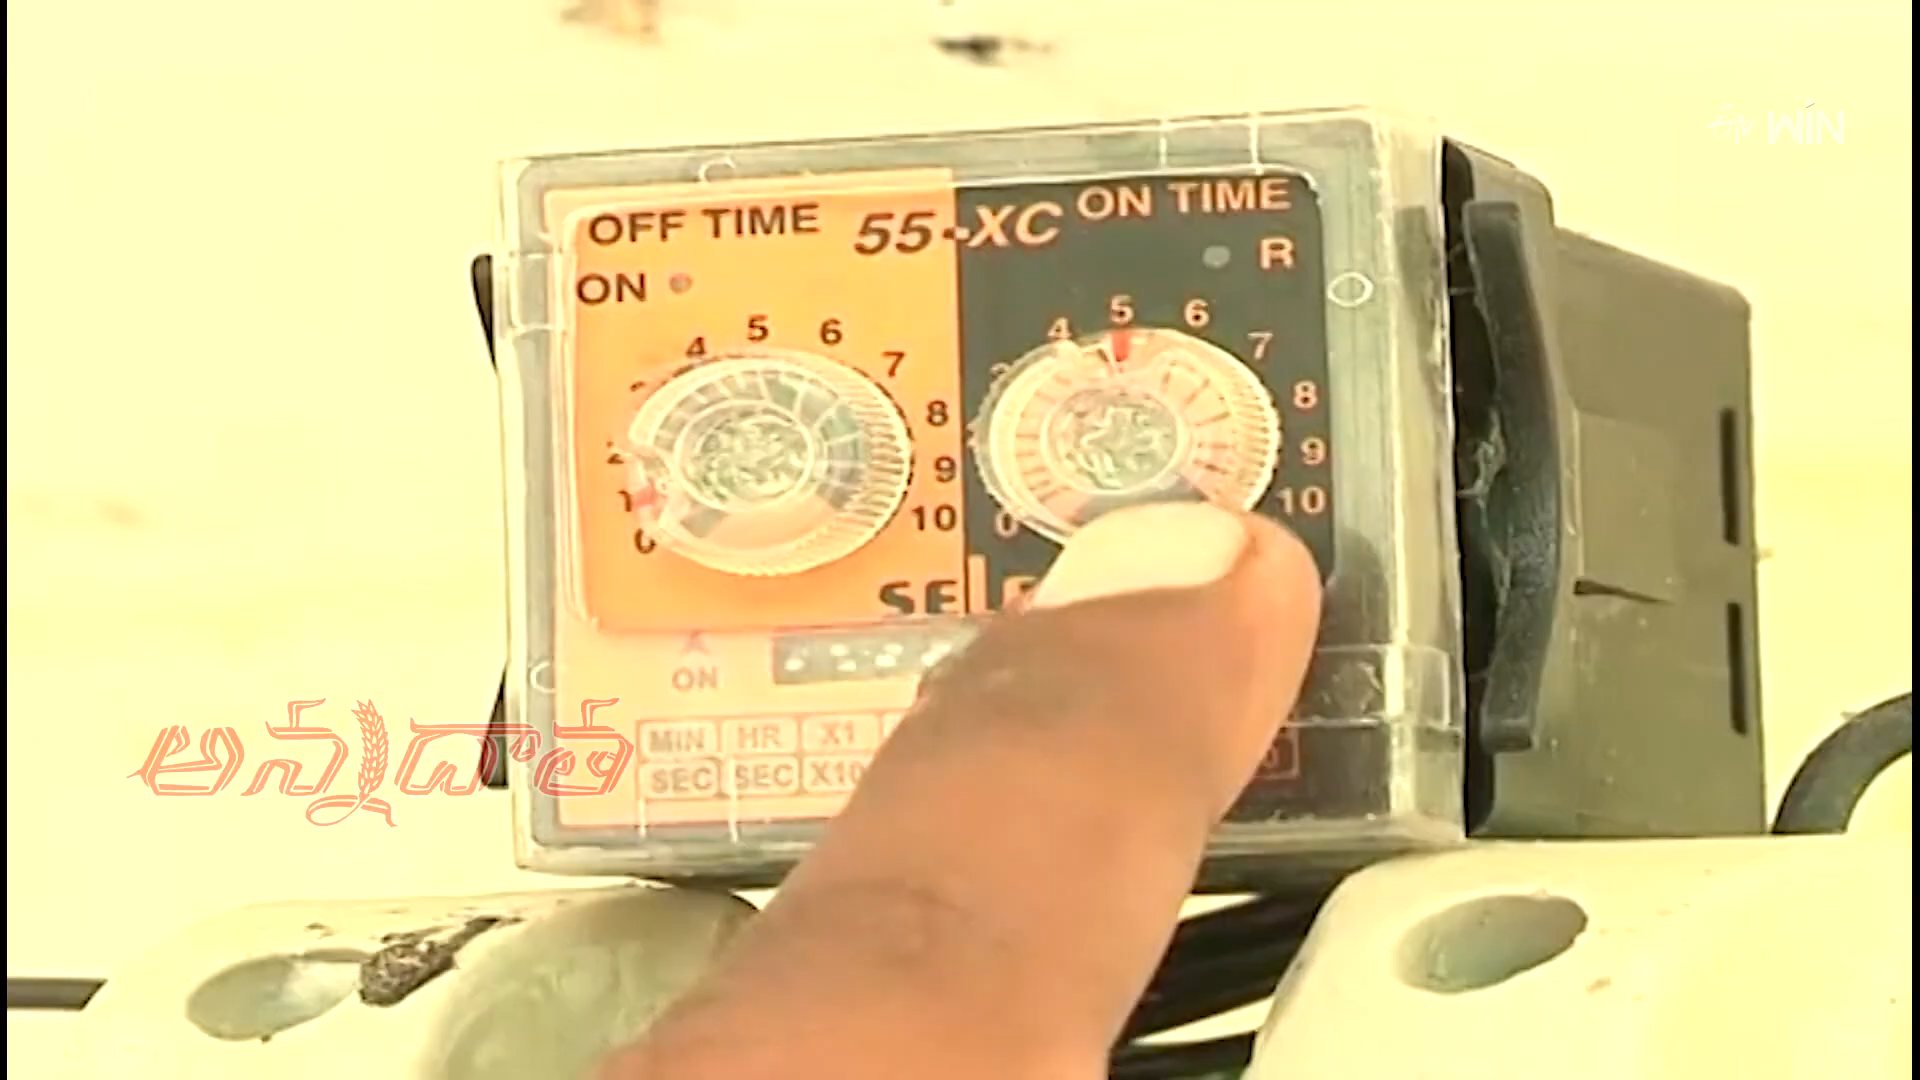 WIN
OFF TIME 55-XC ON TIME
ON R
4 5 6 7 8 9 10
0
4 5 6 7 8 9 10
0
ON
MIN HR X1
SEC SEC X10
అన్నదాత